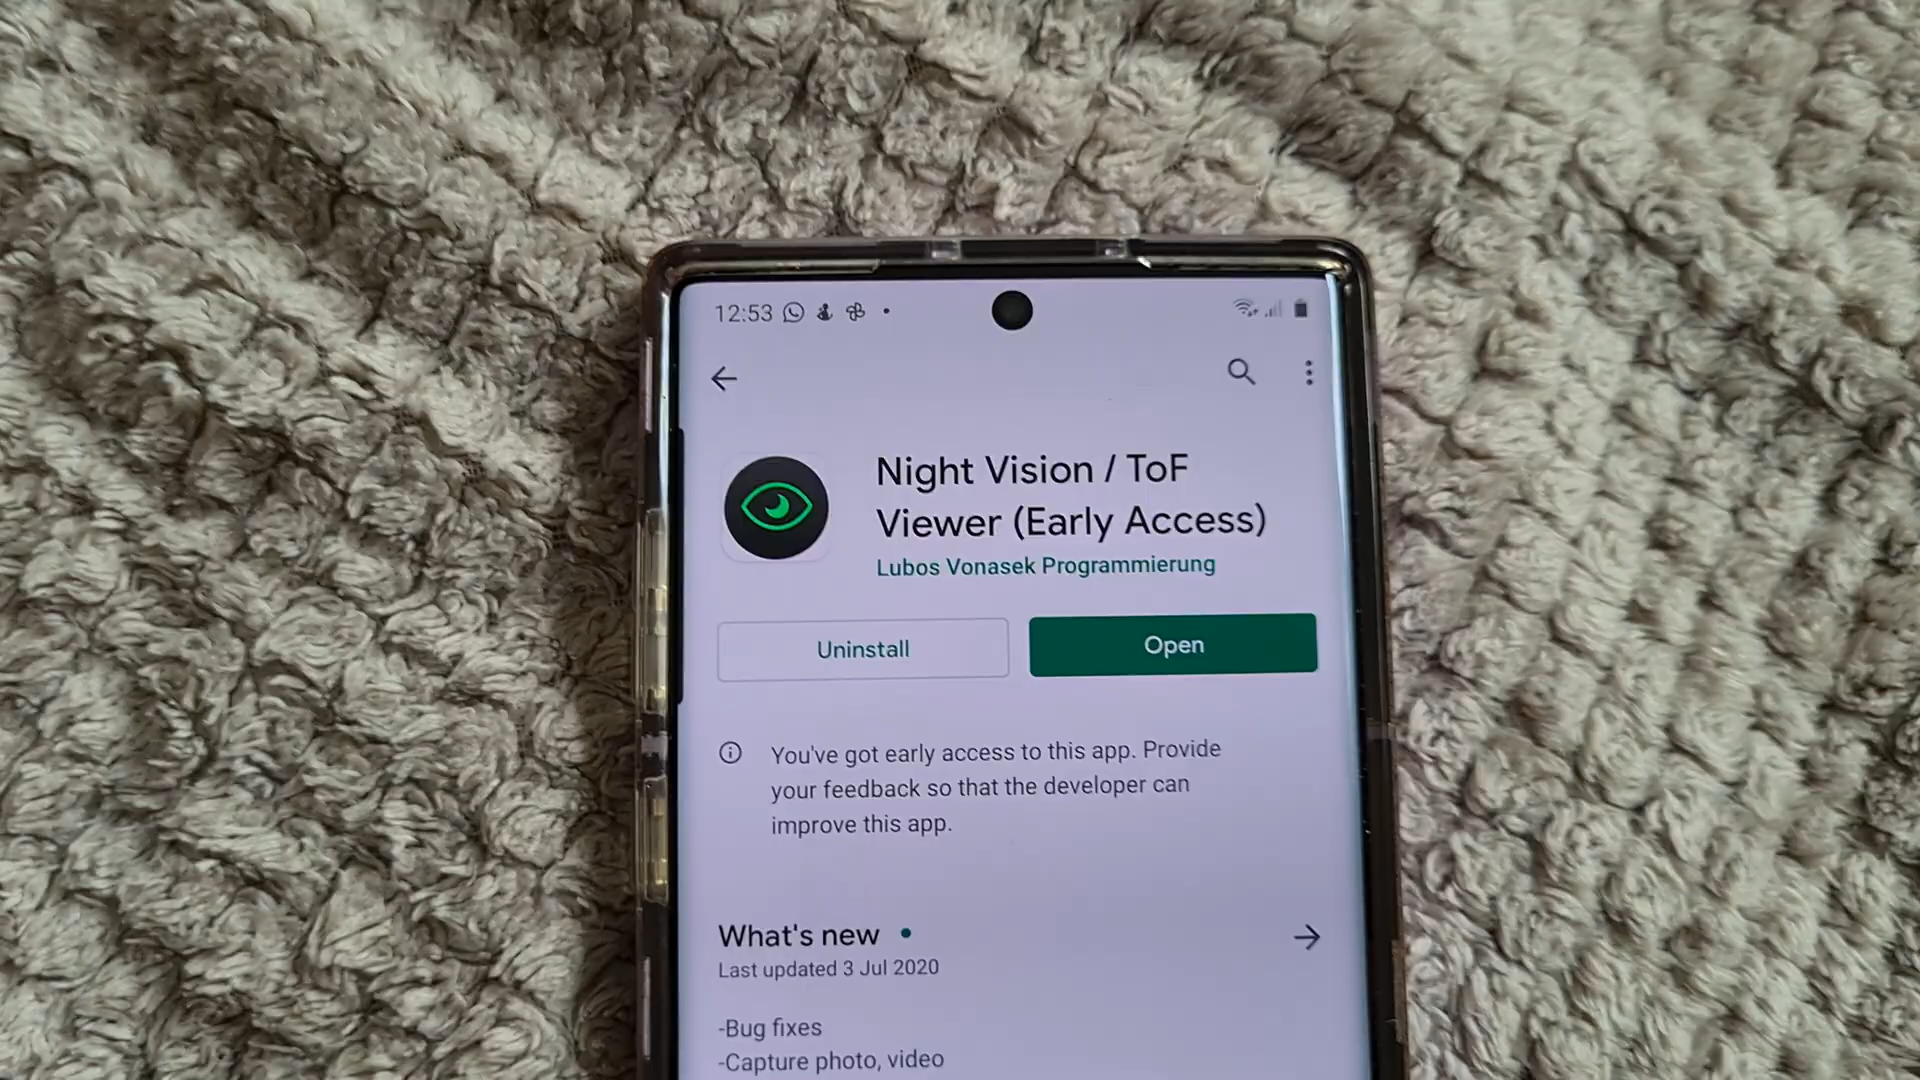 12:53
Night Vision / ToF
Viewer (Early Access)
Lubos Vonasek Programmierung
Uninstall
Open
You've got early access to this app. Provide
your feedback so that the developer can
improve this app.
What's new
Last updated 3 Jul 2020
-Bug fixes
-Capture photo, video